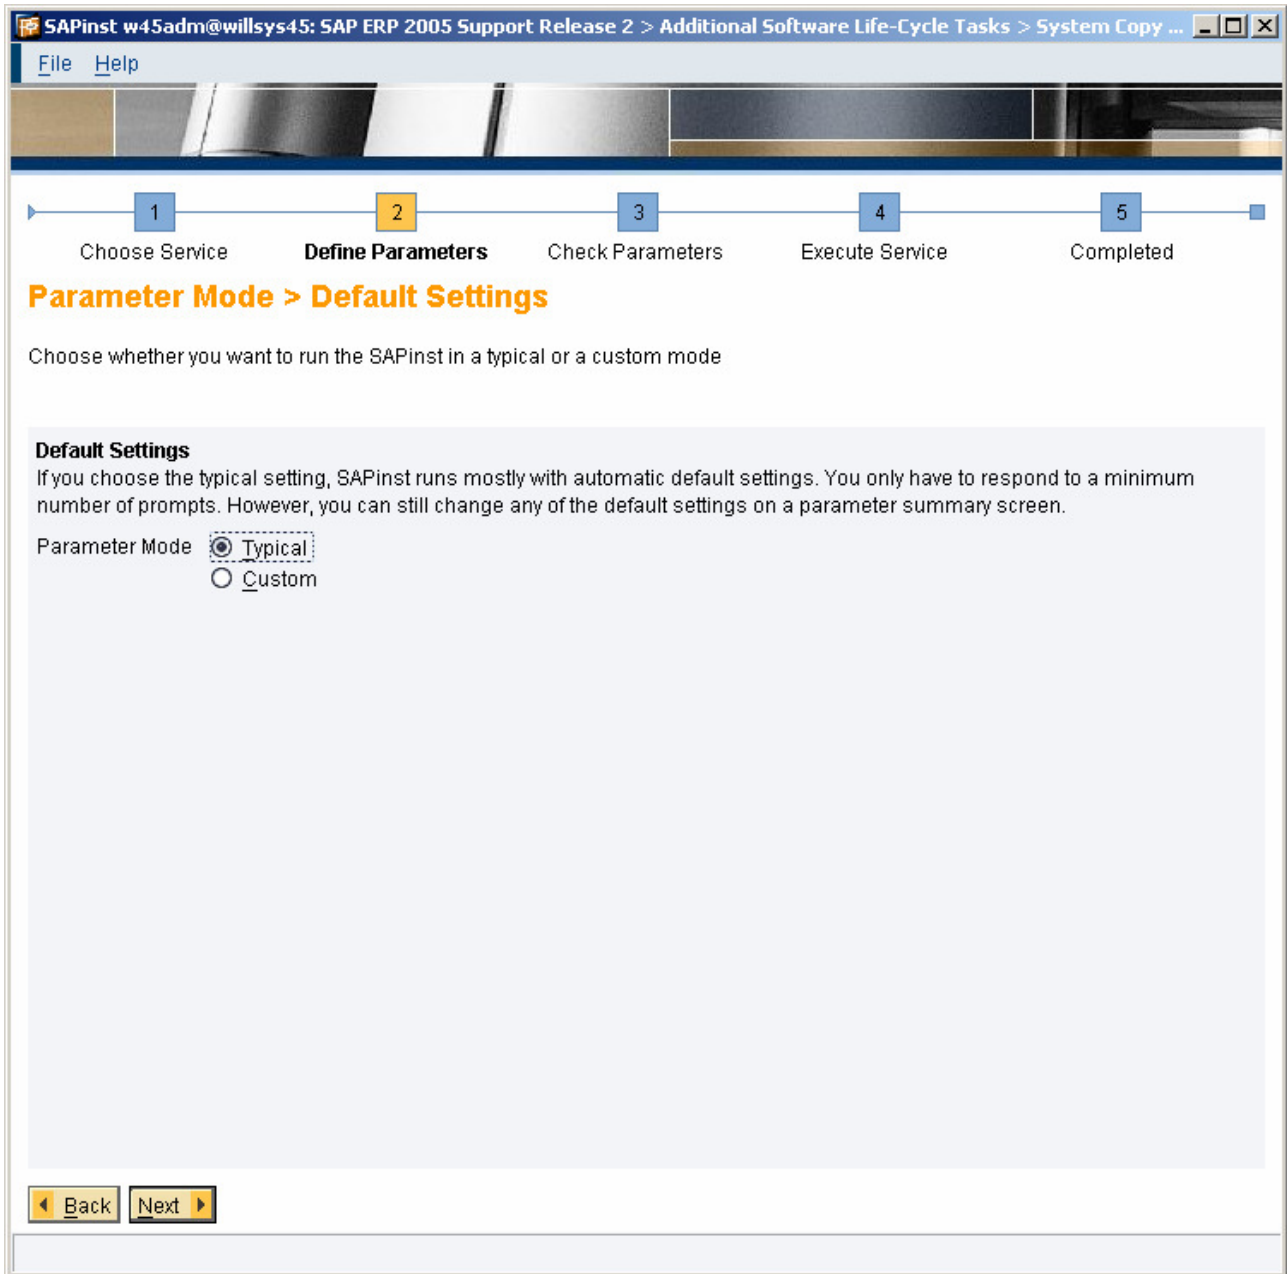 SAPinst w45adm@willsys45: SAP ERP 2005 Support Release 2 > Additional Software Life-Cycle Tasks > System Copy ...
File Help
1 2 3 4 5
Choose Service Define Parameters Check Parameters Execute Service Completed
Parameter Mode > Default Settings
Choose whether you want to run the SAPinst in a typical or a custom mode
Default Settings
If you choose the typical setting, SAPinst runs mostly with automatic default settings. You only have to respond to a minimum
number of prompts. However, you can still change any of the default settings on a parameter summary screen.
Parameter Mode Typical
Custom
Back Next